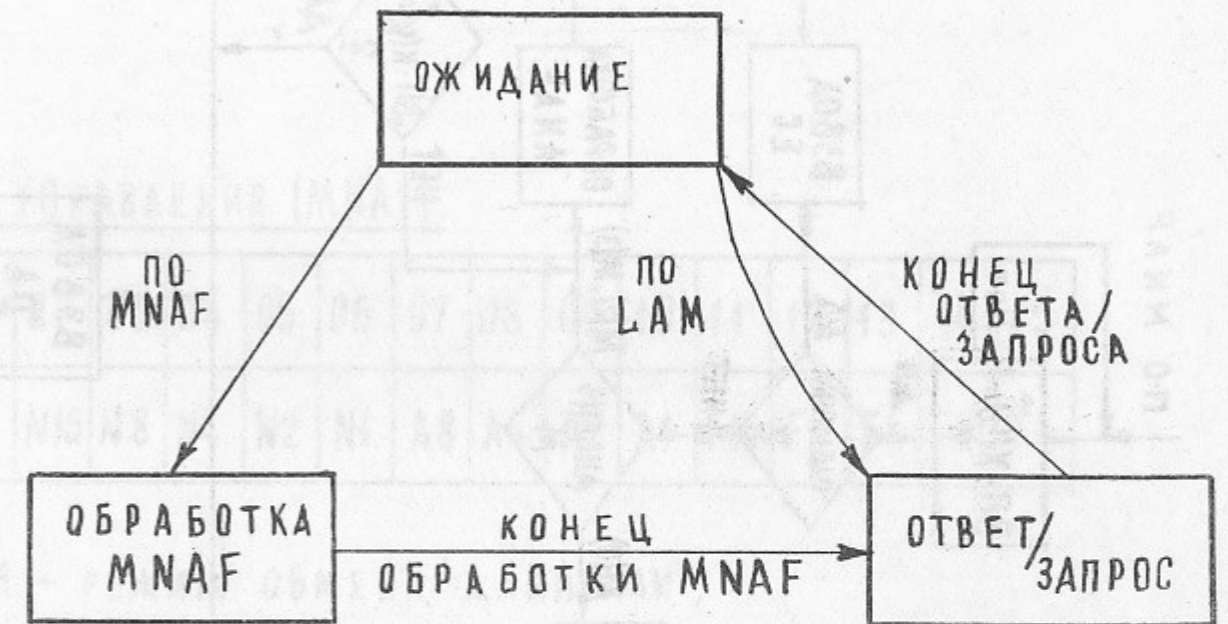 ОЖИДАНИЕ
ПО
MNAF
ПО
LAM
КОНЕЦ
ОТВЕТА/
ЗАПРОСА
ОБРАБОТКА
MNAF
КОНЕЦ
ОБРАБОТКИ MNAF
ОТВЕТ/
ЗАПРОС